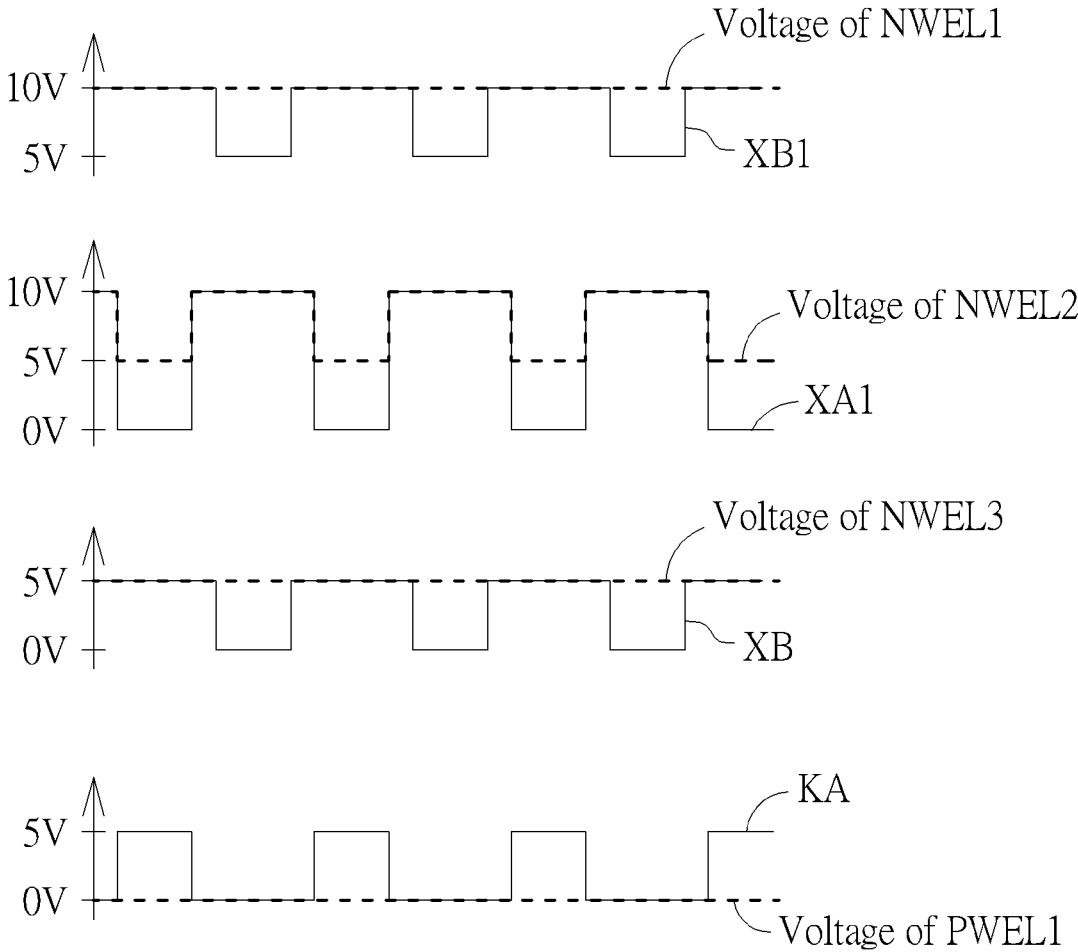 Voltage of NWEL1
10V
5V
XB1
10V
Voltage of NWEL2
5V
XA1
0V
Voltage of NWEL3
5V
0V
XB
KA
5V
0V
Voltage of PWEL1